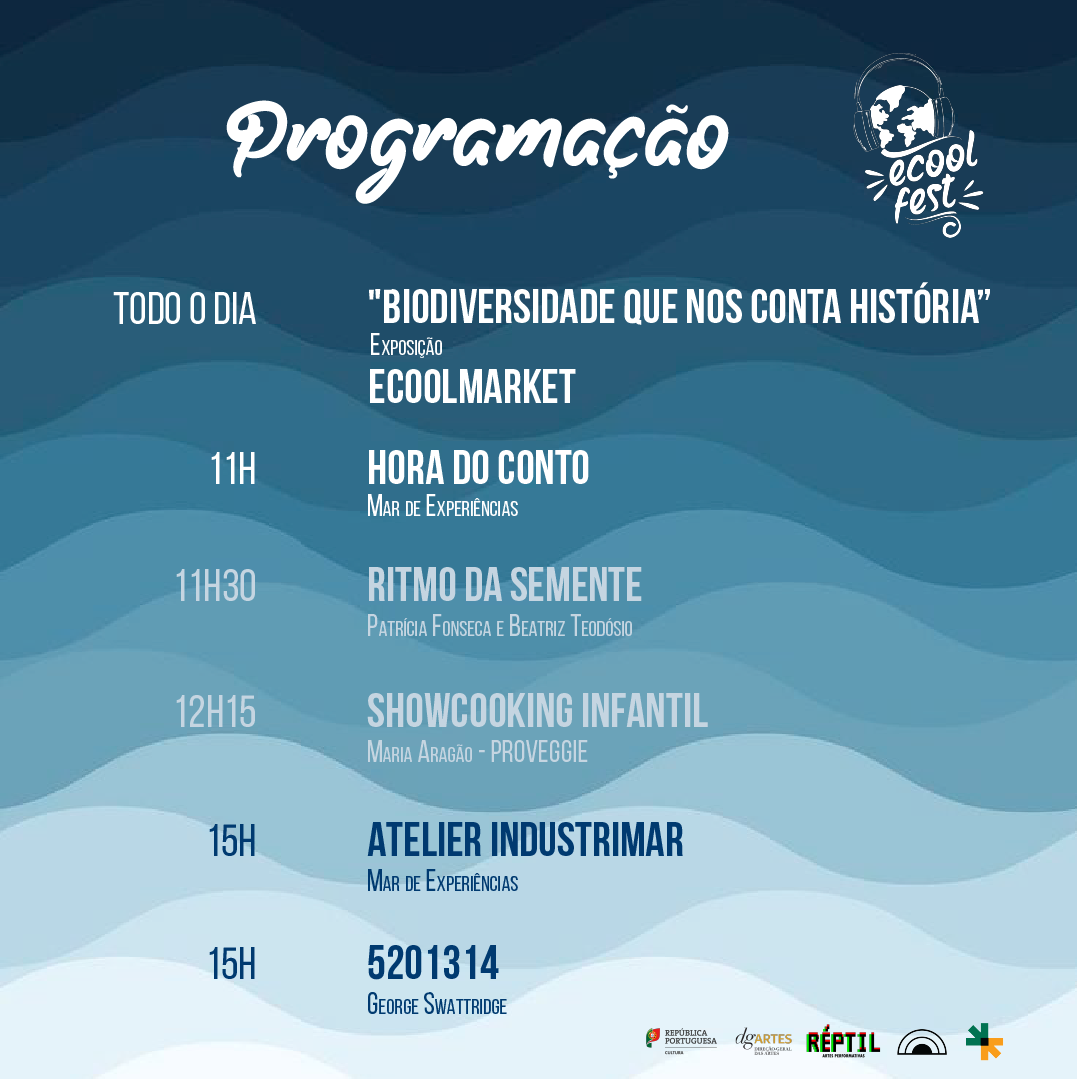 Programação
ecool
fest
TODO O DIA
"BIODIVERSIDADE QUE NOS CONTA HISTÓRIA”
Exposição
ECOOLMARKET
11H
HORA DO CONTO
Mar de Experiências
11H30
RITMO DA SEMENTE
Patrícia Fonseca e Beatriz Teodósio
12H15
SHOWCOOKING INFANTIL
Maria Aragão - PROVEGGIE
15H
ATELIER INDUSTRIMAR
Mar de Experiências
15H
5201314
George Swattridge
REPÚBLICA
PORTUGUESA
CULTURA
dgARTES
DIREÇÃO-GERAL
DAS ARTES
RÉPTIL
ARTES PERFORMATIVAS